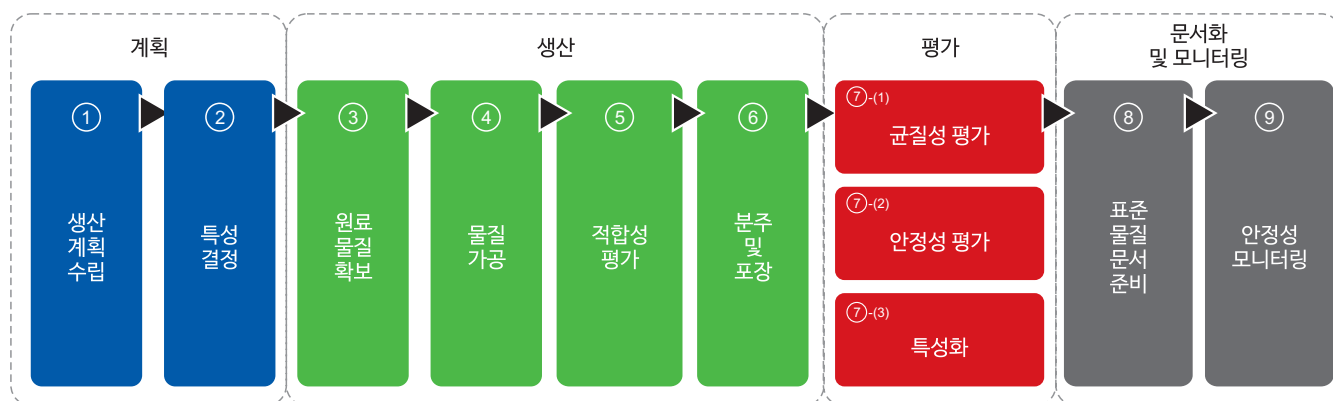 계획
생산
평가
문서화
및 모니터링
①
생산
계획
수립
②
특성
결정
③
원료
물질
확보
④
물질
가공
⑤
적합성
평가
⑥
분주
및
포장
⑦-(1)
균질성 평가
⑦-(2)
안정성 평가
⑦-(3)
특성화
⑧
표준
물질
문서
준비
⑨
안정성
모니터링